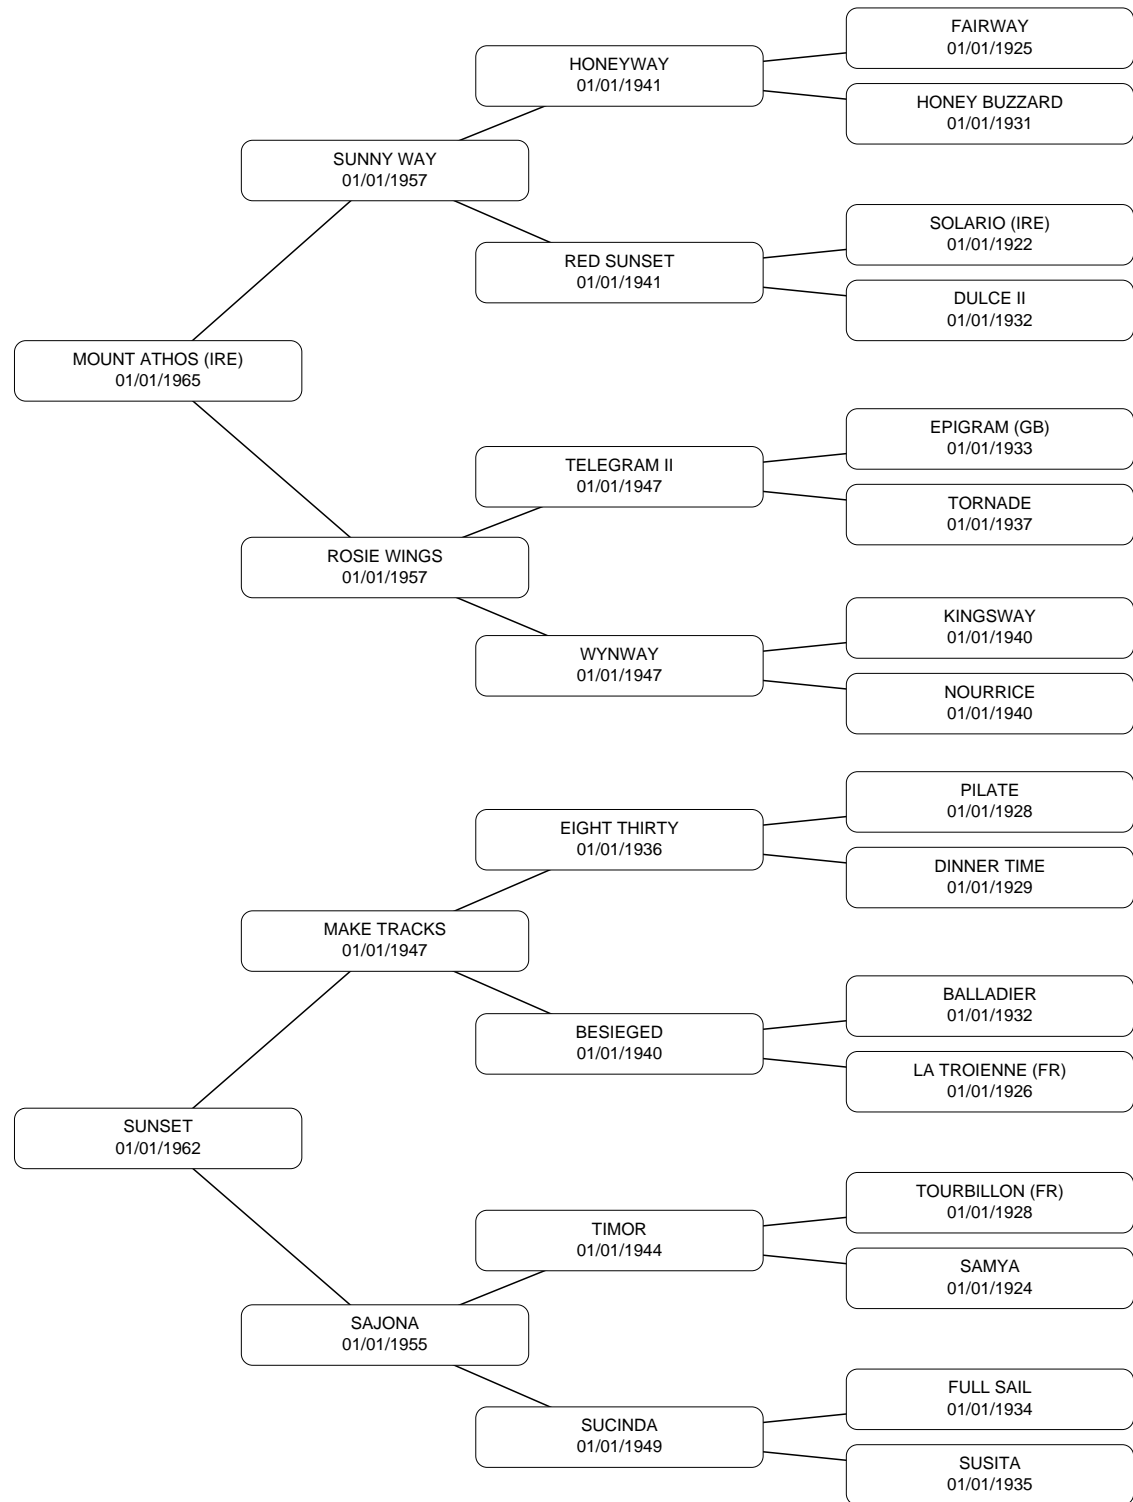 FAIRWAY
01/01/1925
HONEYWAY
01/01/1941
HONEY BUZZARD
01/01/1931
SUNNY WAY
01/01/1957
SOLARIO (IRE)
01/01/1922
RED SUNSET
01/01/1941
DULCE II
01/01/1932
MOUNT ATHOS (IRE)
01/01/1965
EPIGRAM (GB)
01/01/1933
TELEGRAM II
01/01/1947
TORNADE
01/01/1937
ROSIE WINGS
01/01/1957
KINGSWAY
01/01/1940
WYNWAY
01/01/1947
NOURRICE
01/01/1940
PILATE
01/01/1928
EIGHT THIRTY
01/01/1936
DINNER TIME
01/01/1929
MAKE TRACKS
01/01/1947
BALLADIER
01/01/1932
BESIEGED
01/01/1940
LA TROIENNE (FR)
01/01/1926
SUNSET
01/01/1962
TOURBILLON (FR)
01/01/1928
TIMOR
01/01/1944
SAMYA
01/01/1924
SAJONA
01/01/1955
FULL SAIL
01/01/1934
SUCINDA
01/01/1949
SUSITA
01/01/1935